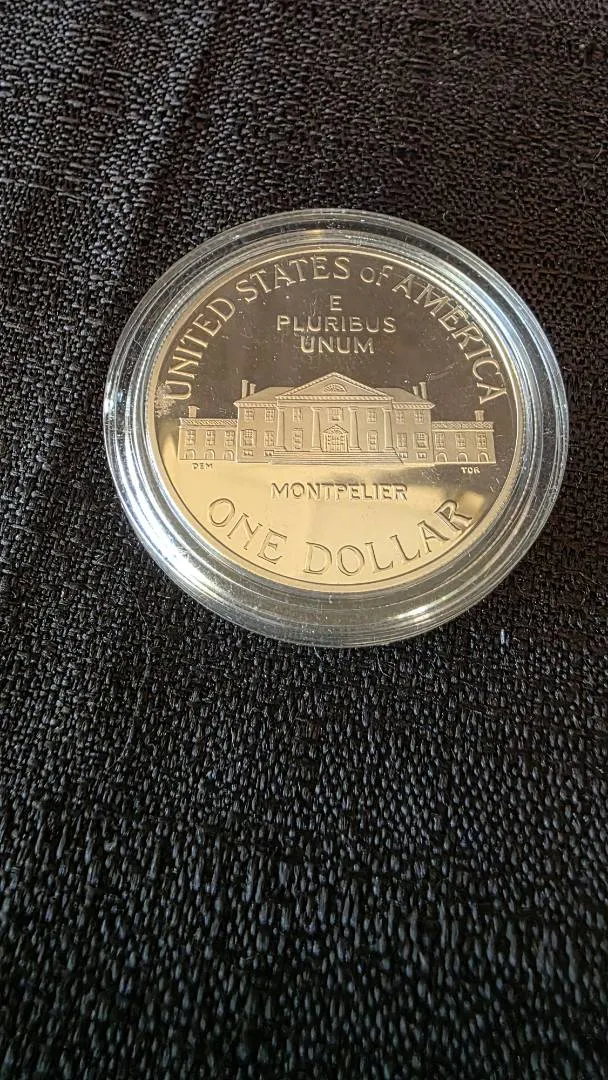 UNITED STATES of AMERICA
E
PLURIBUS
UNUM
DEM
TDR
MONTPELIER
ONE DOLLAR